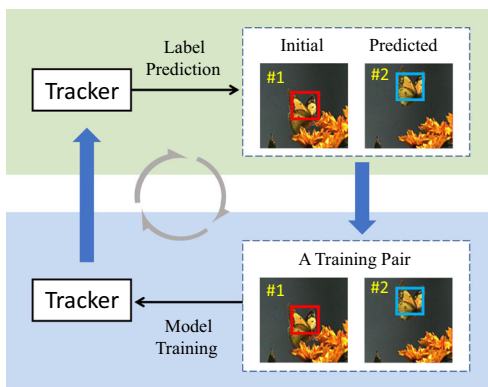 Label
Prediction
Initial
Predicted
Tracker
#1
#2
A Training Pair
Tracker
Model
Training
#1
#2